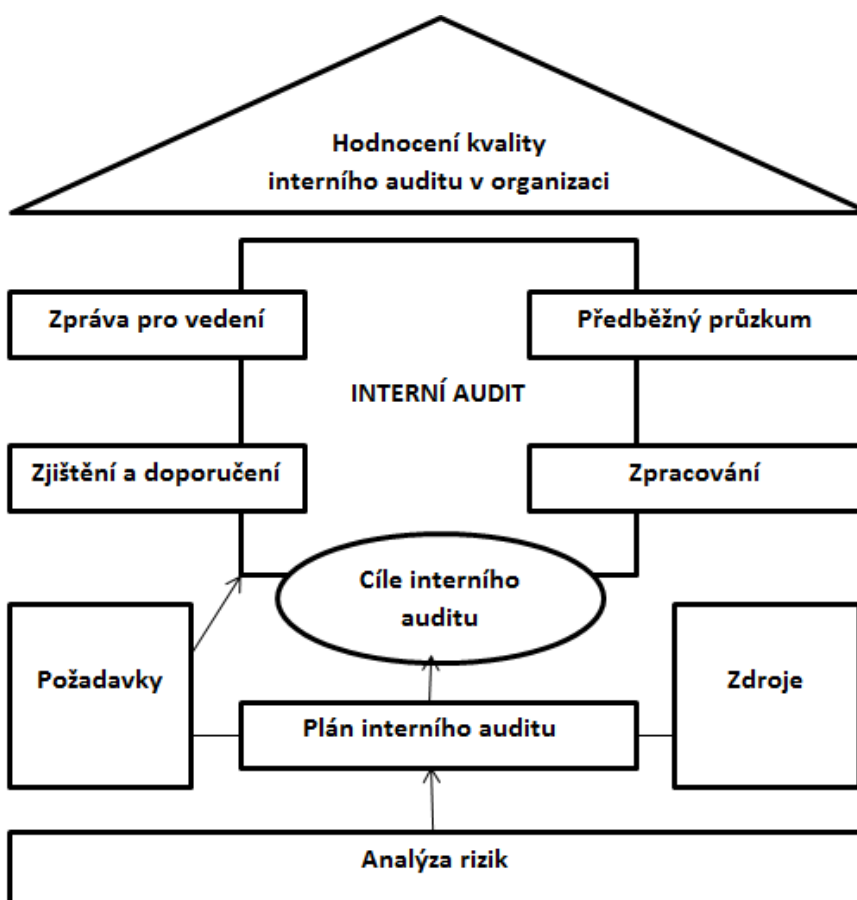 Hodnocení kvality
interního auditu v organizaci
Zpráva pro vedení
Předběžný průzkum
INTERNÍ AUDIT
Zjištění a doporučení
Zpracování
Cíle interního
auditu
Požadavky
Zdroje
Plán interního auditu
Analýza rizik